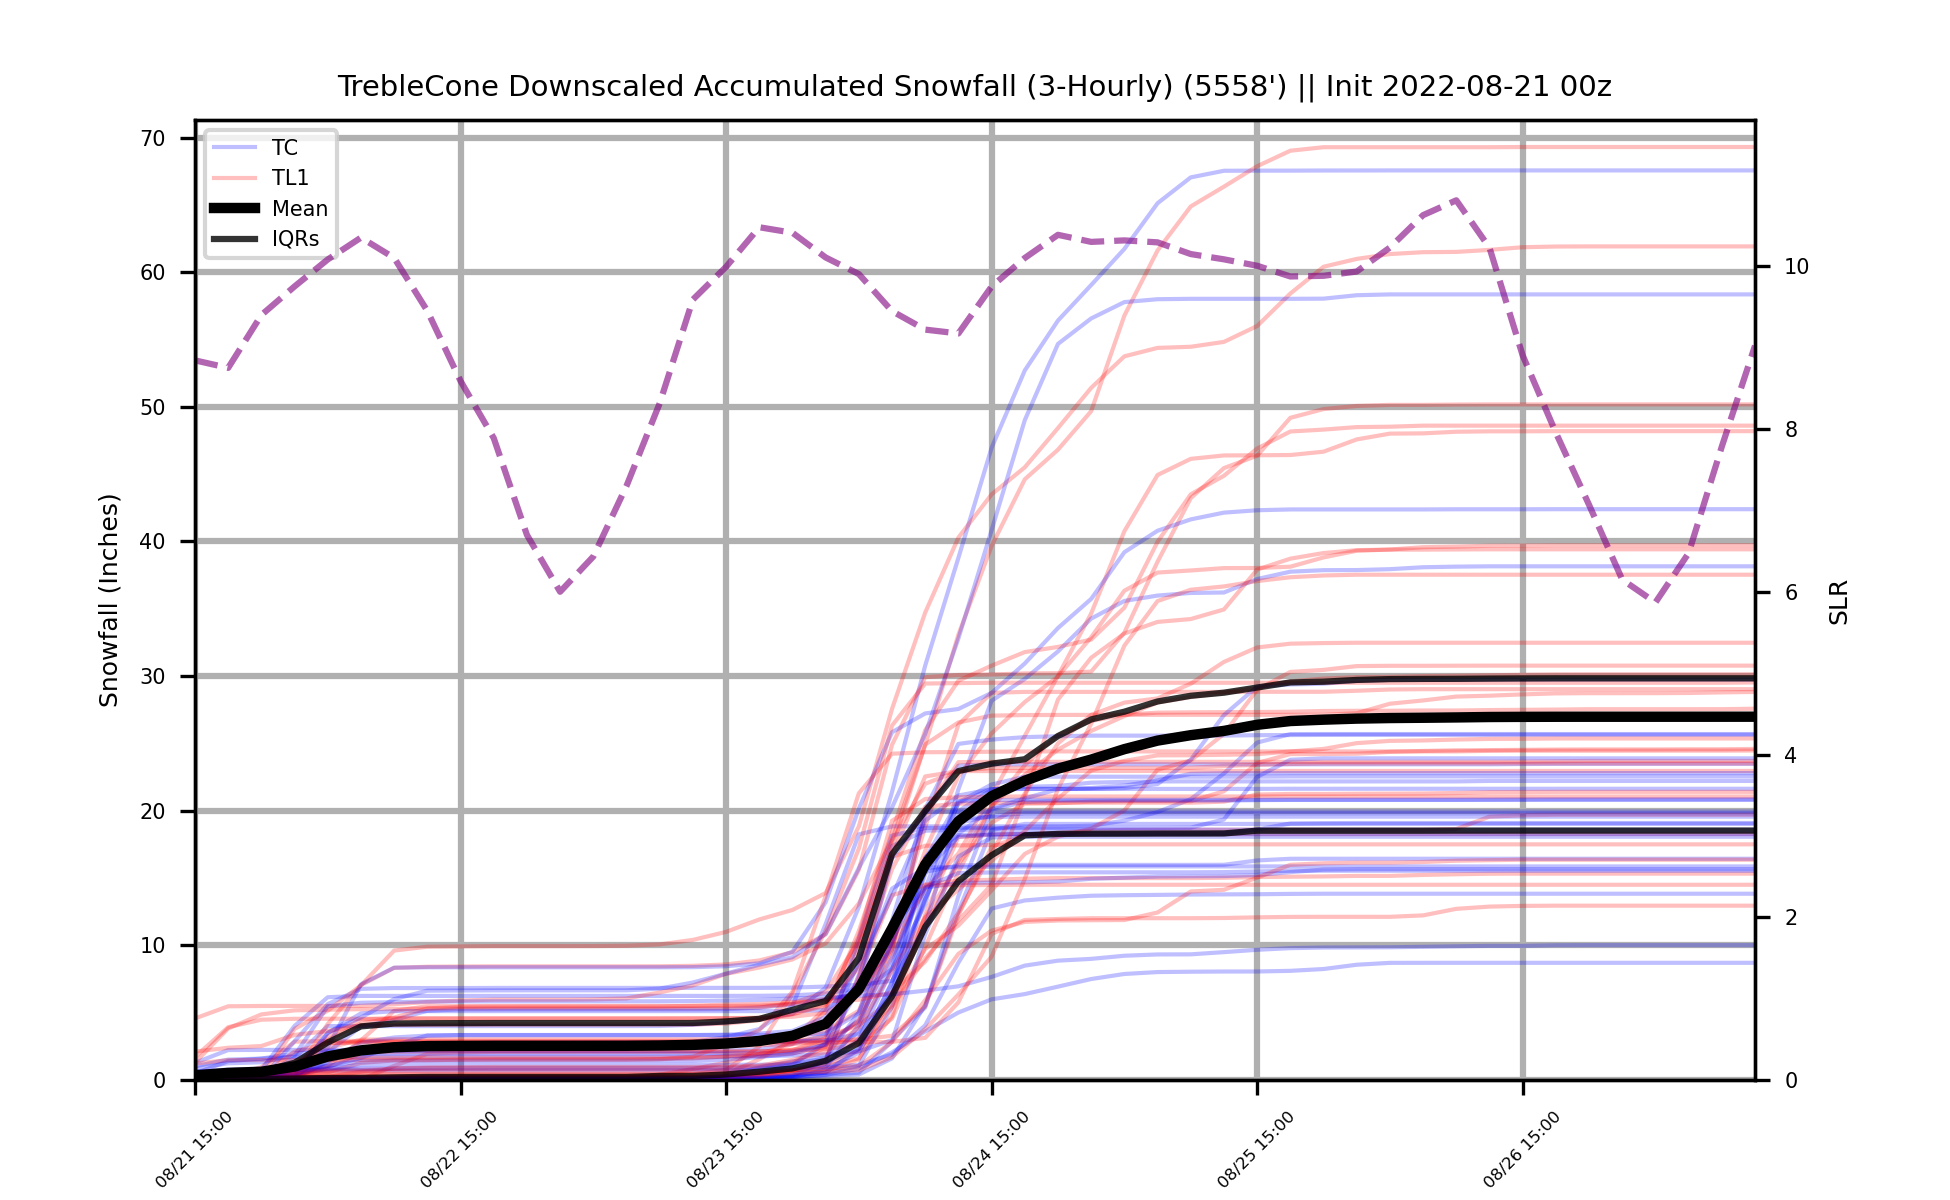 TrebleCone Downscaled Accumulated Snowfall (3-Hourly) (5558') || Init 2022-08-21 00z
TC
TL1
Mean
IQRs
Snowfall (Inches)
70
60
50
40
30
20
10
0
SLR
10
8
6
4
2
0
08/21 15:00
08/22 15:00
08/23 15:00
08/24 15:00
08/25 15:00
08/26 15:00